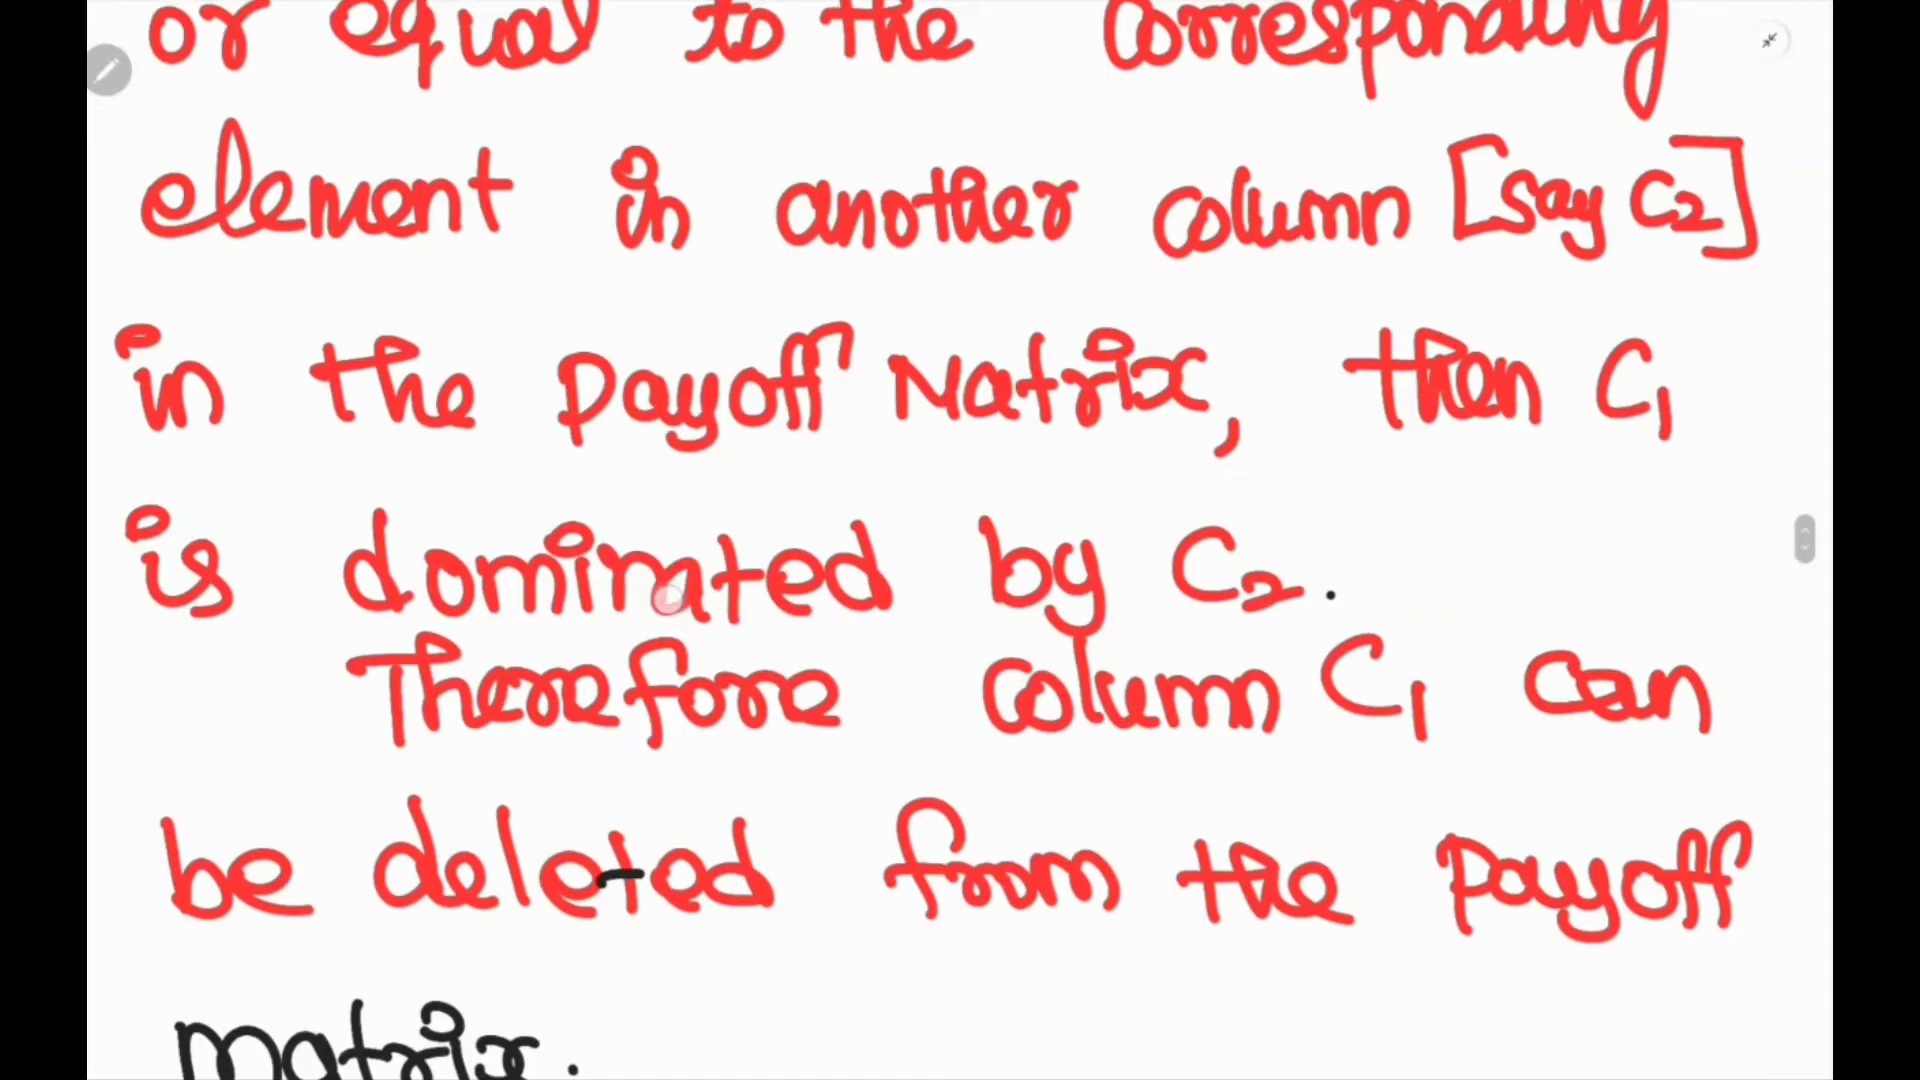 or equal to the corresponding
element in another column [say C2]
in the payoff Matrix, then C1
is dominated by C2.
Therefore column C1 can
be deleted from the payoff
matrix.